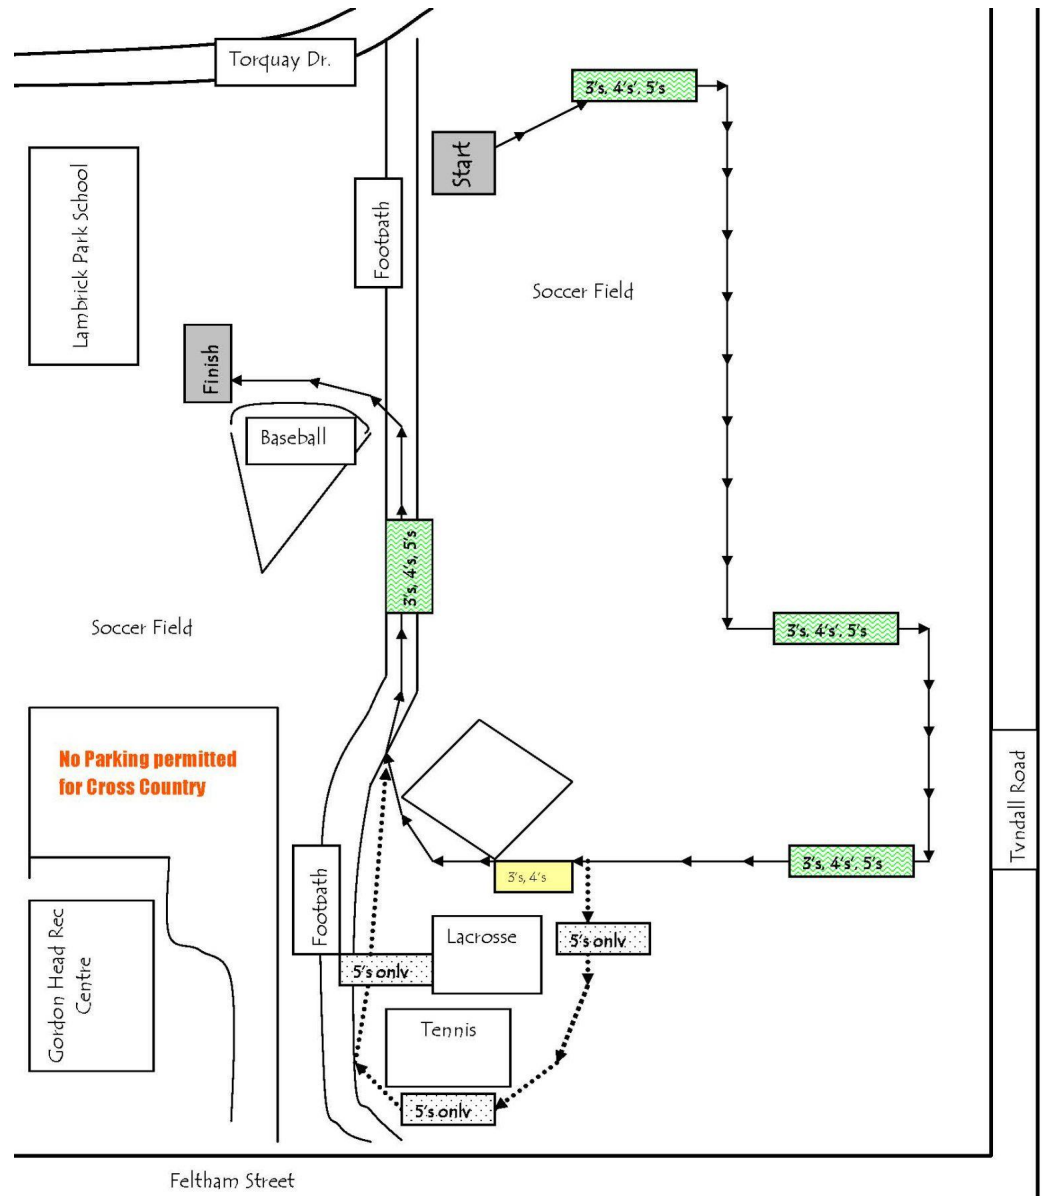 Torquay Dr.
3's, 4's', 5's
Start
Lambrick Park School
Footpath
Soccer Field
Finish
Baseball
3's, 4's, 5's
Soccer Field
3's, 4's', 5's
No Parking permitted
for Cross Country
Tyndall Road
3's, 4's', 5's
3's, 4's
Footpath
Lacrosse
5's only
5's only
Gordon Head Rec
Centre
Tennis
5's only
Feltham Street